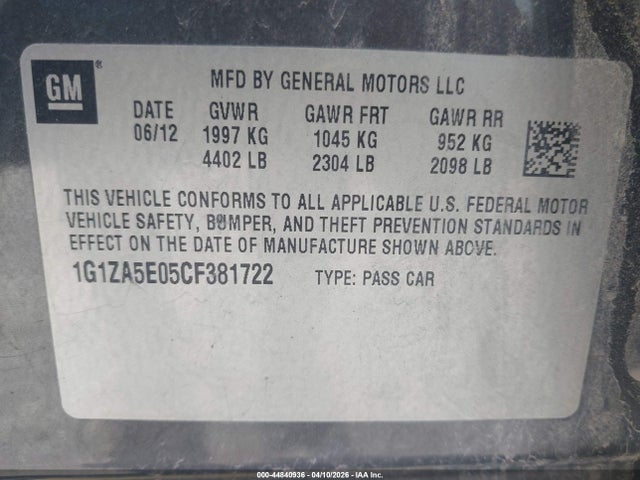 GM®
MFD BY GENERAL MOTORS LLC
DATE GVWR GAWR FRT GAWR RR
06/12 1997 KG 1045 KG 952 KG
4402 LB 2304 LB 2098 LB
THIS VEHICLE CONFORMS TO ALL APPLICABLE U.S. FEDERAL MOTOR
VEHICLE SAFETY, BUMPER, AND THEFT PREVENTION STANDARDS IN
EFFECT ON THE DATE OF MANUFACTURE SHOWN ABOVE.
1G1ZA5E05CF381722 TYPE: PASS CAR
000-44840936 - 04/10/2026 - IAA Inc.